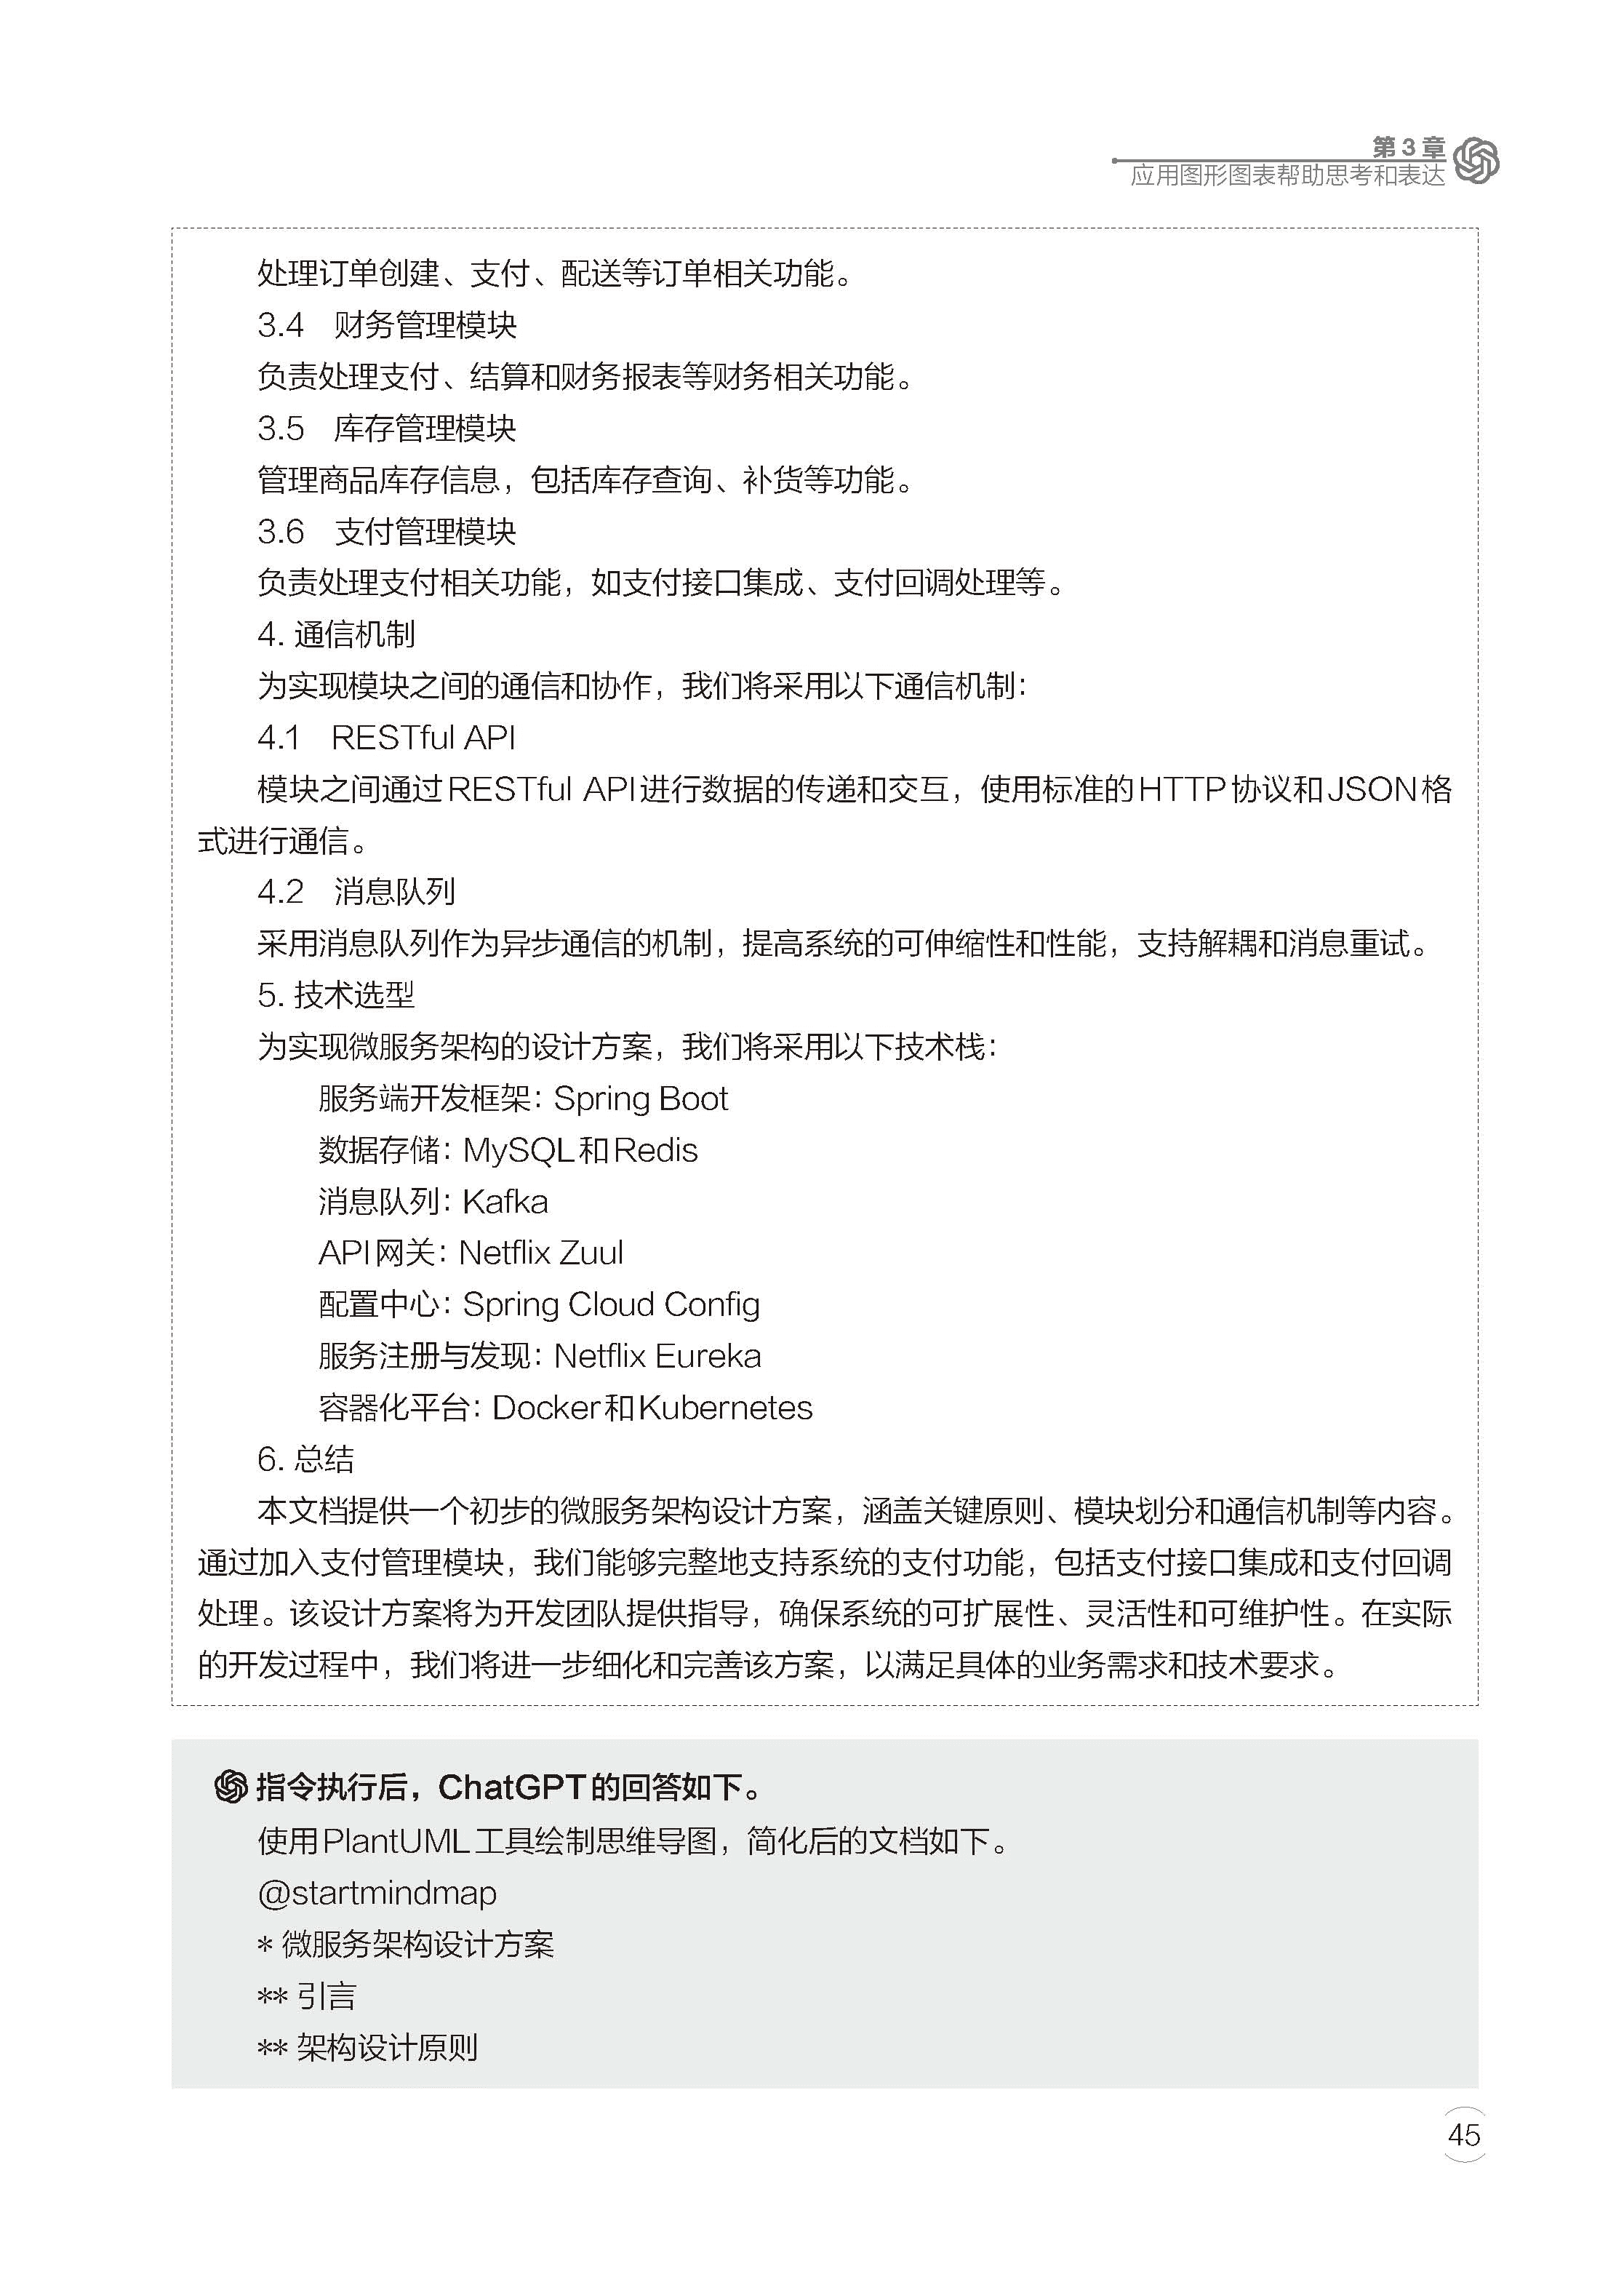 第3章
应用图形图表帮助思考和表达
处理订单创建、支付、配送等订单相关功能。
3.4 财务管理模块
负责处理支付、结算和财务报表等财务相关功能。
3.5 库存管理模块
管理商品库存信息，包括库存查询、补货等功能。
3.6 支付管理模块
负责处理支付相关功能，如支付接口集成、支付回调处理等。
4. 通信机制
为实现模块之间的通信和协作，我们将采用以下通信机制：
4.1 RESTful API
模块之间通过RESTful API进行数据的传递和交互，使用标准的HTTP协议和JSON格
式进行通信。
4.2 消息队列
采用消息队列作为异步通信的机制，提高系统的可伸缩性和性能，支持解耦和消息重试。
5. 技术选型
为实现微服务架构的设计方案，我们将采用以下技术栈：
服务端开发框架：Spring Boot
数据存储：MySQL和Redis
消息队列：Kafka
API网关：Netflix Zuul
配置中心：Spring Cloud Config
服务注册与发现：Netflix Eureka
容器化平台：Docker和Kubernetes
6. 总结
本文档提供一个初步的微服务架构设计方案，涵盖关键原则、模块划分和通信机制等内容。
通过加入支付管理模块，我们能够完整地支持系统的支付功能，包括支付接口集成和支付回调
处理。该设计方案将为开发团队提供指导，确保系统的可扩展性、灵活性和可维护性。在实际
的开发过程中，我们将进一步细化和完善该方案，以满足具体的业务需求和技术要求。
指令执行后，ChatGPT的回答如下。
使用PlantUML工具绘制思维导图，简化后的文档如下。
@startmindmap
* 微服务架构设计方案
** 引言
** 架构设计原则
45